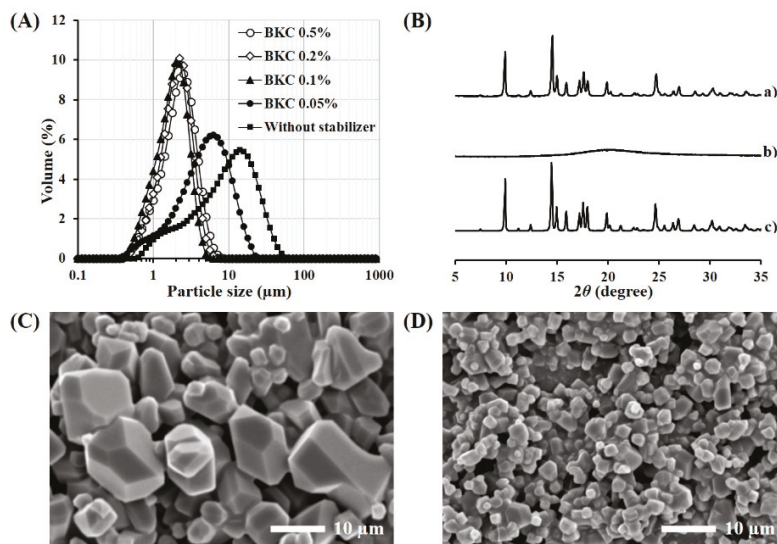 (A)
12
10
8
6
4
2
0
Volume (%)
BKC 0.5%
BKC 0.2%
BKC 0.1%
BKC 0.05%
Without stabilizer
0.1 1 10 100 1000
Particle size (µm)
(B)
a)
b)
c)
5 10 15 20 25 30 35
2θ (degree)
(C)
10 µm
(D)
10 µm